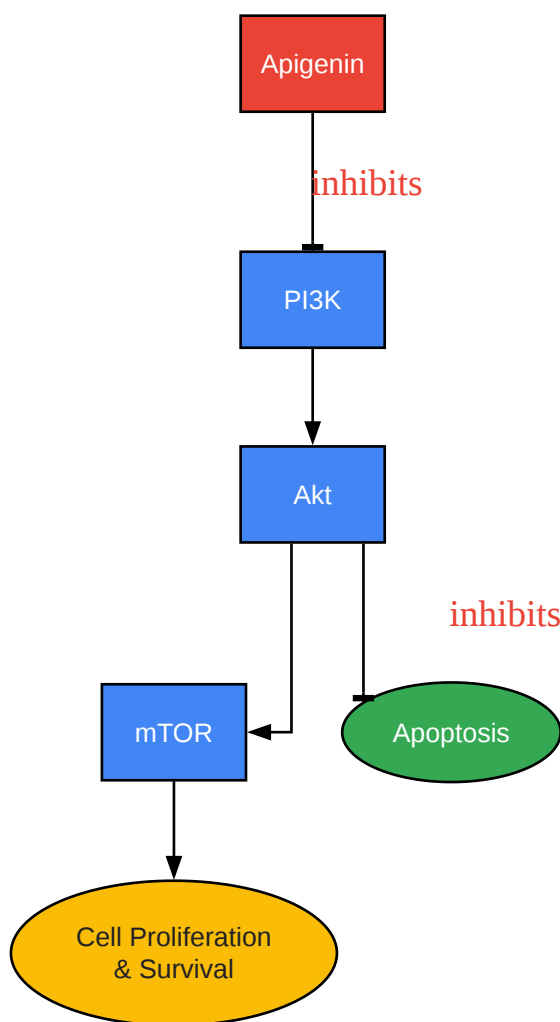 Apigenin
inhibits
PI3K
Akt
inhibits
mTOR
Apoptosis
Cell Proliferation
& Survival